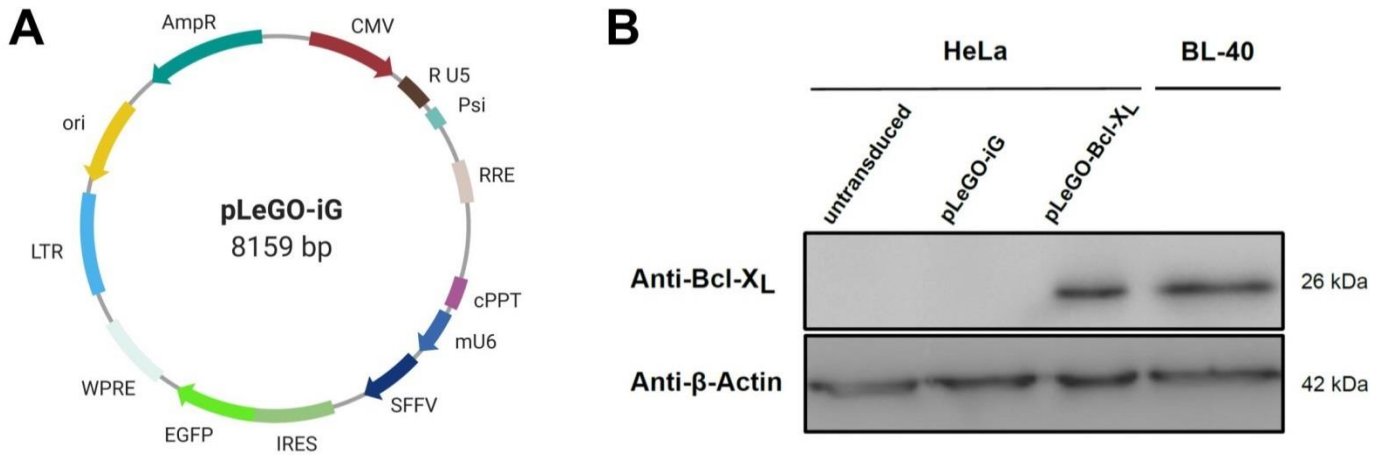 A
AmpR
CMV
R U5
Psi
ori
RRE
pLeGO-iG
8159 bp
LTR
cPPT
mU6
WPRE
SFFV
EGFP
IRES
B
HeLa
BL-40
untransduced
pLeGO-iG
pLeGO-Bcl-XL
Anti-Bcl-XL
26 kDa
Anti-β-Actin
42 kDa